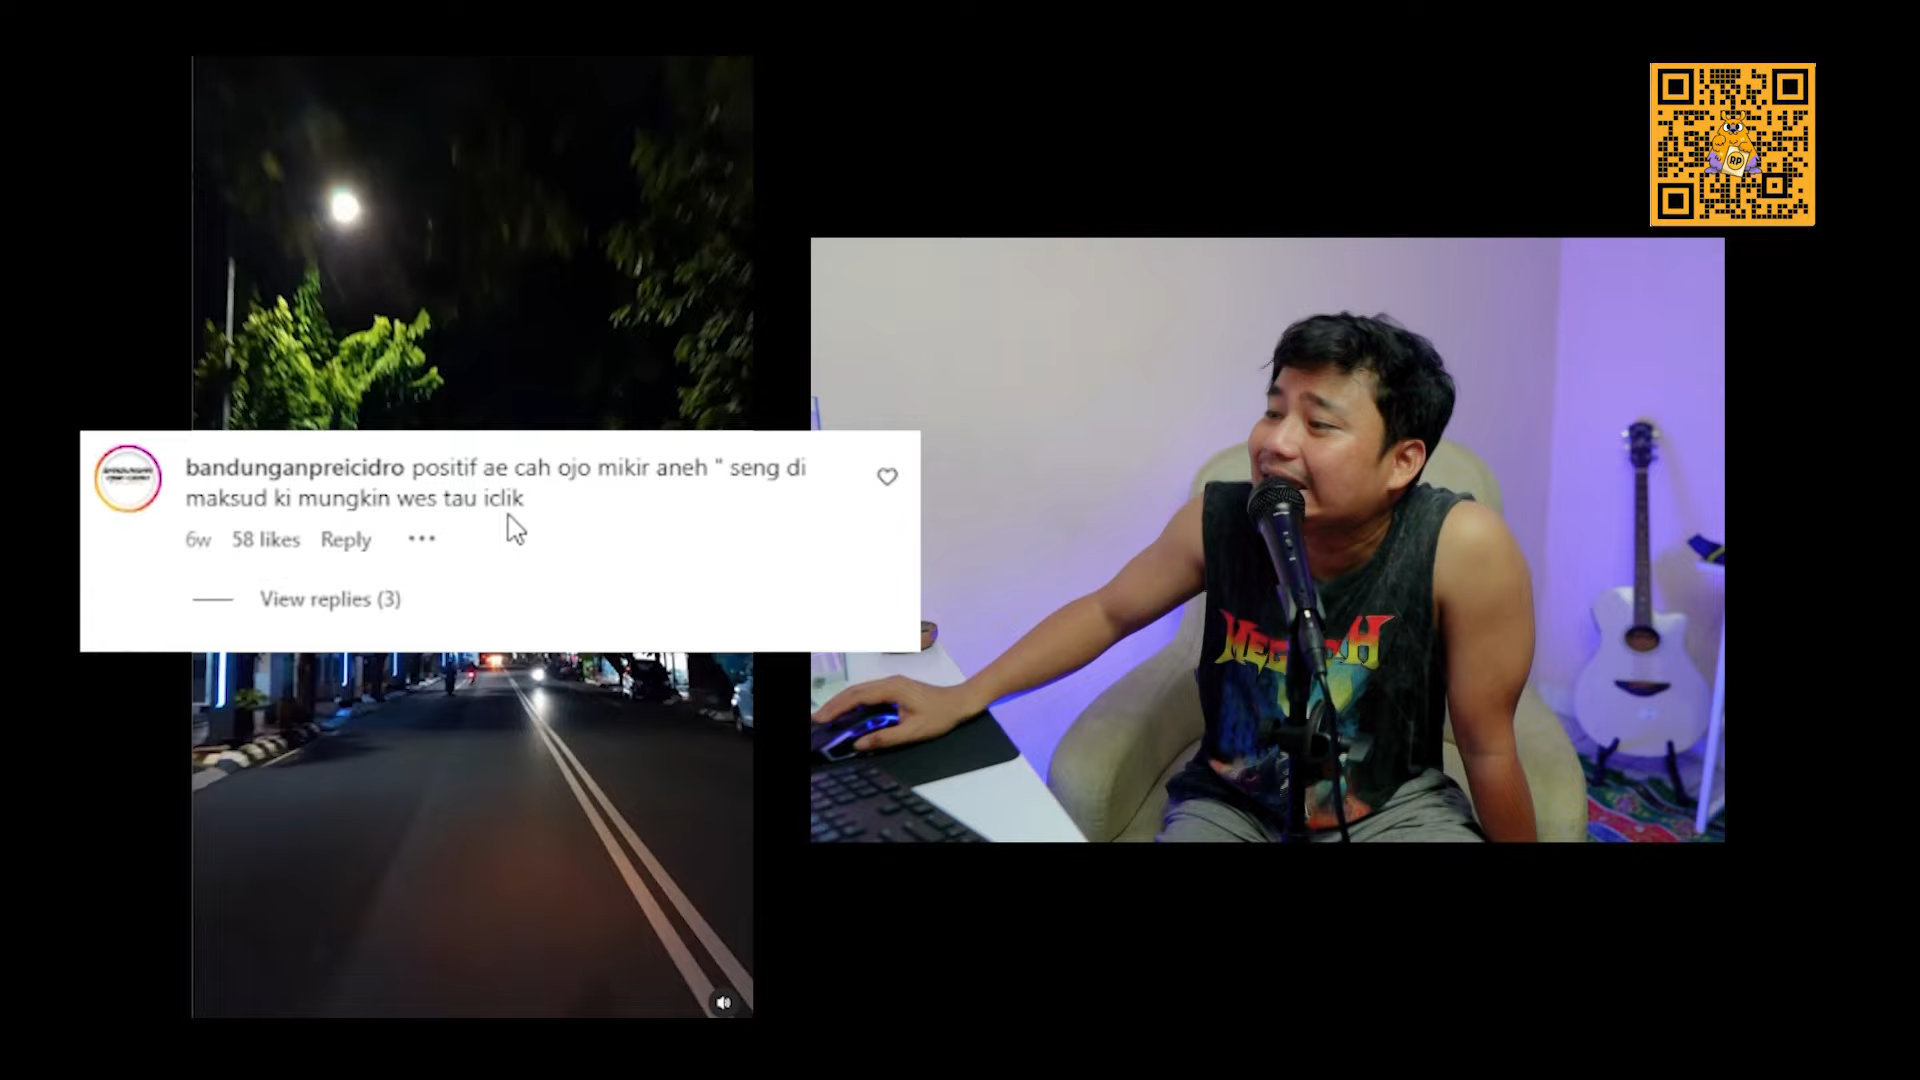 bandunganpreicidro positif ae cah ojo mikir aneh " seng di
maksud ki mungkin wes tau iclik
6w 58 likes Reply •••
View replies (3)
RP